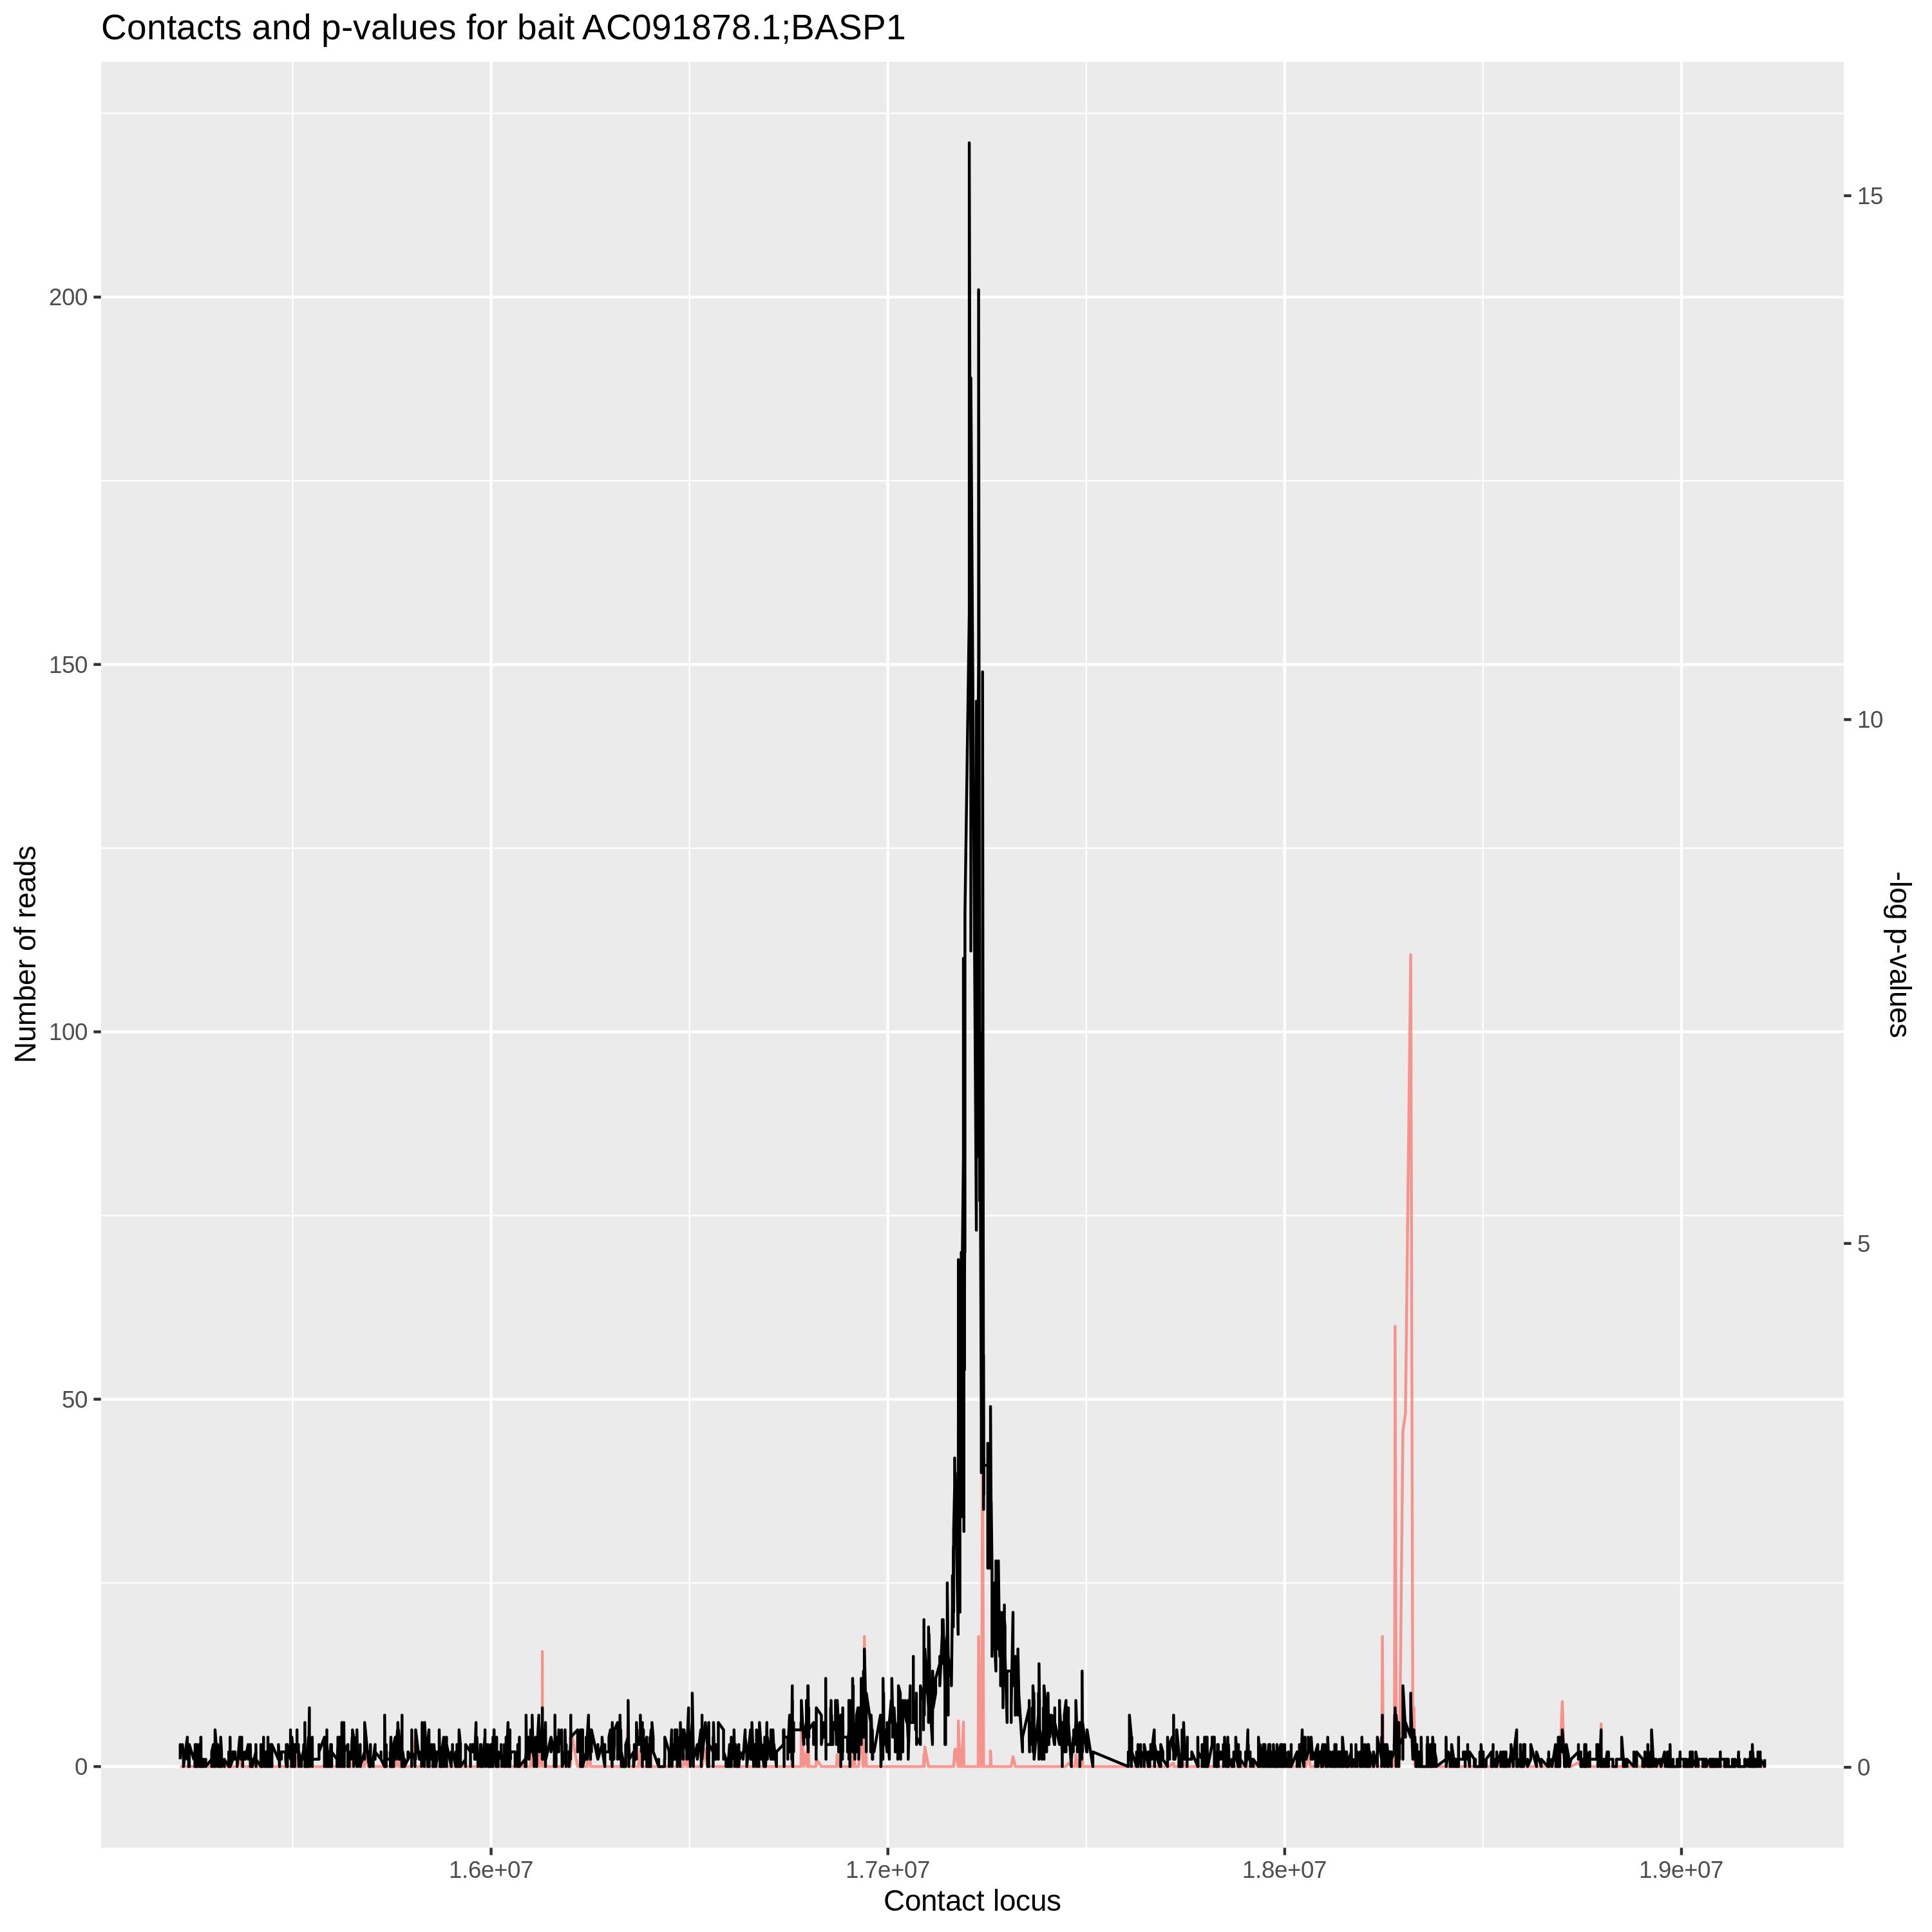 Contacts and p-values for bait AC091878.1;BASP1
200
150
100
50
0
Number of reads
15
10
5
0
-log p-values
1.6e+07
1.7e+07
1.8e+07
1.9e+07
Contact locus